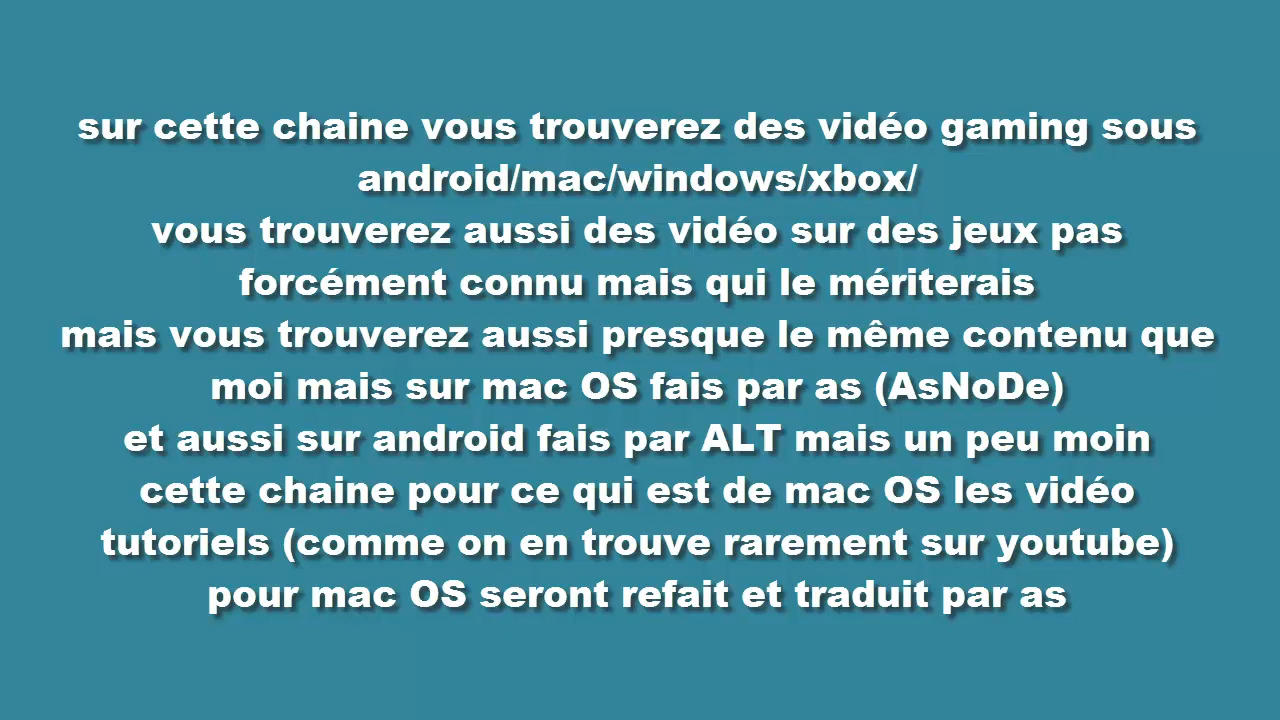 sur cette chaine vous trouverez des vidéo gaming sous
android/mac/windows/xbox/
vous trouverez aussi des vidéo sur des jeux pas
forcément connu mais qui le mériterais
mais vous trouverez aussi presque le même contenu que
moi mais sur mac OS fais par as (AsNoDe)
et aussi sur android fais par ALT mais un peu moin
cette chaine pour ce qui est de mac OS les vidéo
tutoriels (comme on en trouve rarement sur youtube)
pour mac OS seront refait et traduit par as